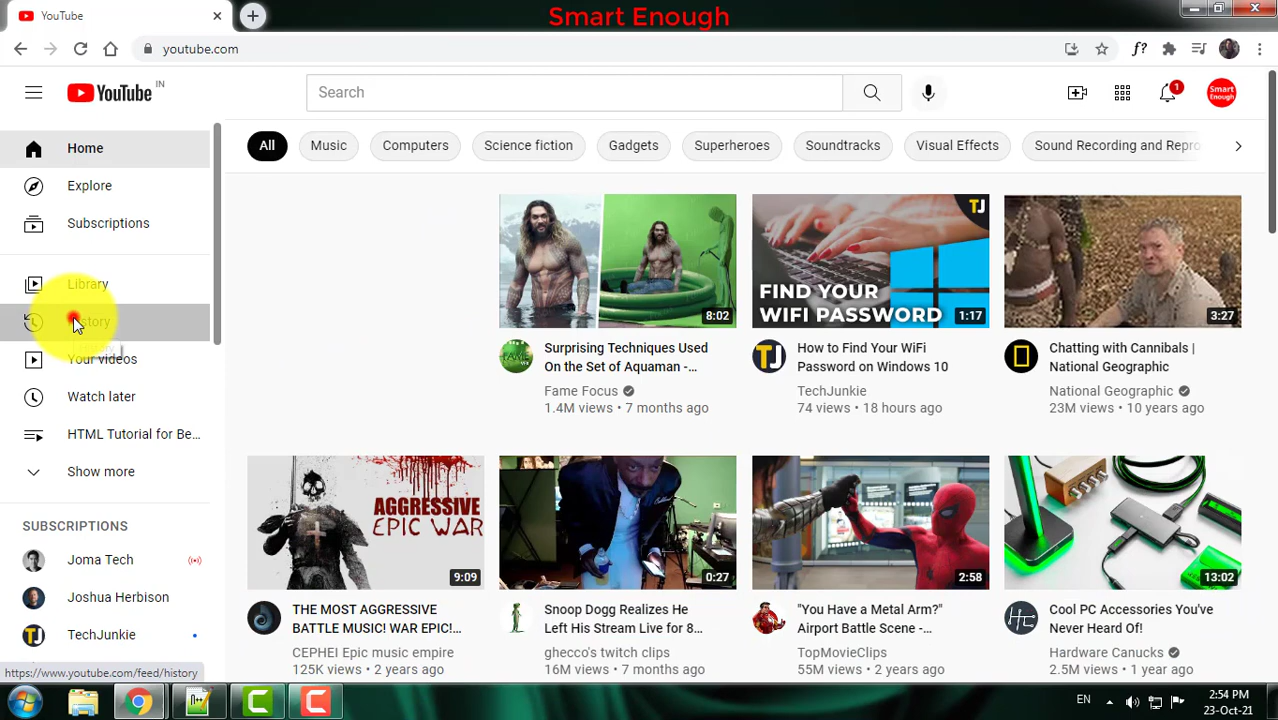 YouTube
Smart Enough
youtube.com
f?
YouTube IN
Search
1
Smart Enough
Home
Explore
Subscriptions
Library
History
Your videos
Watch later
HTML Tutorial for Be...
Show more
SUBSCRIPTIONS
Joma Tech
Joshua Herbison
TechJunkie
https://www.youtube.com/feed/history
All
Music
Computers
Science fiction
Gadgets
Superheroes
Soundtracks
Visual Effects
Sound Recording and Repro
8:02
Surprising Techniques Used
On the Set of Aquaman -...
Fame Focus
1.4M views • 7 months ago
TJ
FIND YOUR
WIFI PASSWORD
1:17
TJ
How to Find Your WiFi
Password on Windows 10
TechJunkie
74 views • 18 hours ago
3:27
Chatting with Cannibals |
National Geographic
National Geographic
23M views • 10 years ago
AGGRESSIVE
EPIC WAR
9:09
THE MOST AGGRESSIVE
BATTLE MUSIC! WAR EPIC!...
CEPHEI Epic music empire
125K views • 2 years ago
0:27
Snoop Dogg Realizes He
Left His Stream Live for 8...
ghecco's twitch clips
16M views • 7 months ago
2:58
"You Have a Metal Arm?"
Airport Battle Scene -...
TopMovieClips
55M views • 2 years ago
13:02
HC
Cool PC Accessories You've
Never Heard Of!
Hardware Canucks
2.5M views • 1 year ago
EN
2:54 PM
23-Oct-21